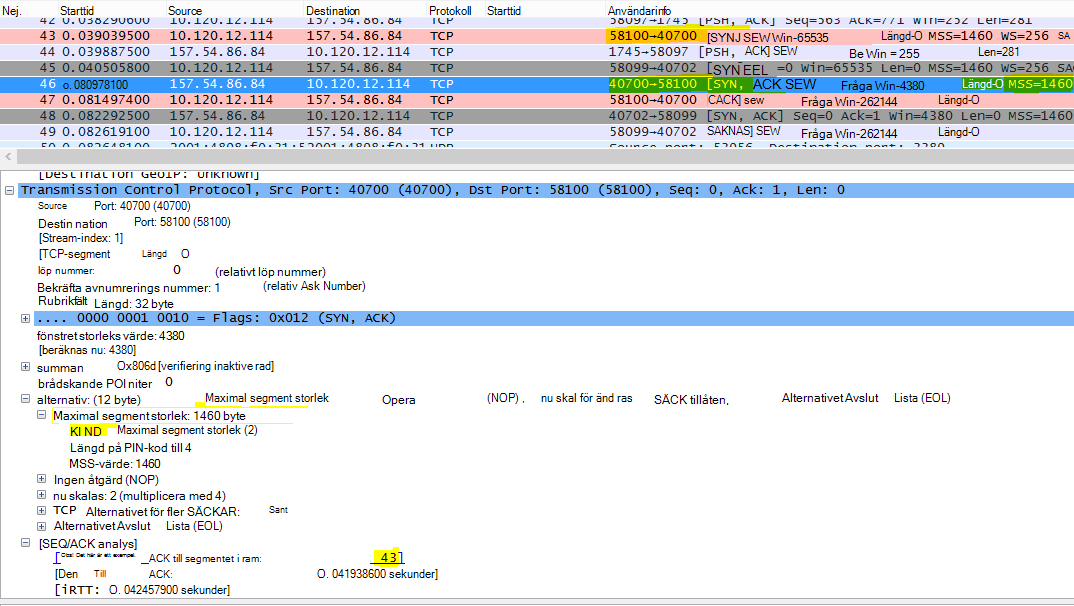 Nej. Starttid Source Destination Protokoll Starttid Användarinfo
42 0.038290600 10.120.12.114 157.54.86.84 TCP 58097→1745 [PSH, ACK] Seq=563 Ack=771 Win=252 Len=281
43 0.039039500 10.120.12.114 157.54.86.84 TCP 58100→40700 [SYNJ SEW Win-65535 Längd-O MSS=1460 WS=256 SA
44 0.039887500 157.54.86.84 10.120.12.114 TCP 1745→58097 [PSH, ACK] SEW Be Win = 255 Len=281
45 0.040505800 10.120.12.114 157.54.86.84 TCP 58099→40702 [SYN EEL =0 Win=65535 Len=0 MSS=1460 WS=256 SAC
46 o. 080978100 157.54.86.84 10.120.12.114 TCP 40700→58100 [SYN, ACK SEW Fråga Win-4380 Längd-O MSS=1460
47 0.081497400 10.120.12.114 157.54.86.84 TCP 58100→40700 [CACK] sew Fråga Win-262144 Längd-O
48 0.082292500 157.54.86.84 10.120.12.114 TCP 40702→58099 [SYN, ACK] Seq=0 Ack=1 Win=4380 Len=0 MSS=1460
49 0.082619100 10.120.12.114 157.54.86.84 TCP 58099→40702 SAKNAS] SEW Fråga Win-262144 Längd-O
[Destination GeoIP: Unknown]
Transmission Control Protocol, Src Port: 40700 (40700), Dst Port: 58100 (58100), Seq: 0, Ack: 1, Len: 0
Source Port: 40700 (40700)
Destin nation Port: 58100 (58100)
[Stream-index: 1]
[TCP-segment Längd O
löp nummer: 0 (relativt löp nummer)
Bekräfta avnumrerings nummer: 1 (relativ Ask Number)
Rubrikfält Längd: 32 byte
.... 0000 0001 0010 = Flags: 0x012 (SYN, ACK)
fönstret storleks värde: 4380
[beräknas nu: 4380]
summan Ox806d [verifiering inaktive rad]
brådskande POI niter 0
alternativ: (12 byte) Maximal segment storlek Opera (NOP) , nu skal för änd ras SÄCK tillåten, Alternativet Avslut Lista (EOL)
Maximal segment storlek: 1460 byte
KI ND Maximal segment storlek (2)
Längd på PIN-kod till 4
MSS-värde: 1460
Ingen åtgärd (NOP)
nu skalas: 2 (multiplicera med 4)
TCP Alternativet för fler SÄCKAR: Sant
Alternativet Avslut Lista (EOL)
[SEQ/ACK analys]
[Obs! Det här är ett exempel. _ACK till segmentet i ram: 43]
[Den Till ACK: O. 041938600 sekunder]
[iRTT: O. 042457900 sekunder]